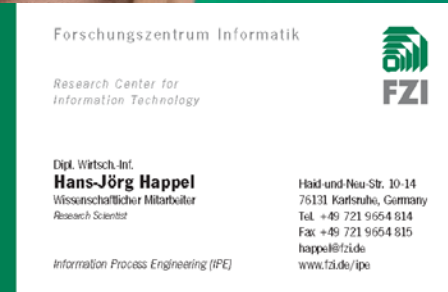 Forschungszentrum Informatik
Research Center for
Information Technology
FZI
Dipl. Wirtsch.-Inf.
Hans-Jörg Happel
Wissenschaftlicher Mitarbeiter
Research Scientist
Information Process Engineering (IPE)
Haid-und-Neu-Str. 10-14
76131 Karlsruhe, Germany
Tel. +49 721 9654 814
Fax +49 721 9654 815
happel@fzi.de
www.fzi.de/ipe